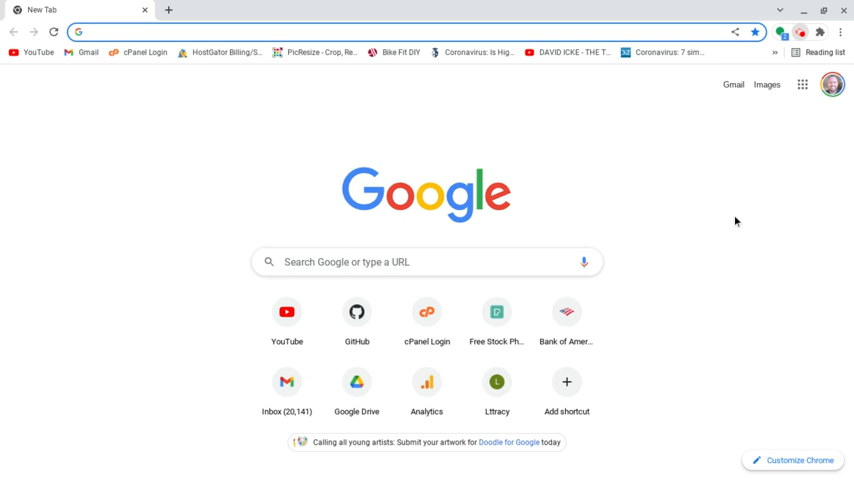 New Tab
YouTube Gmail cPanel Login HostGator Billing/S... PicResize - Crop, Re... Bike Fit DIY Coronavirus: Is Hig... DAVID ICKE - THE T... Coronavirus: 7 sim... » Reading list
Gmail Images
Google
Search Google or type a URL
YouTube GitHub cPanel Login Free Stock Ph... Bank of Amer...
Inbox (20,141) Google Drive Analytics Lttracy Add shortcut
Calling all young artists: Submit your artwork for Doodle for Google today
Customize Chrome